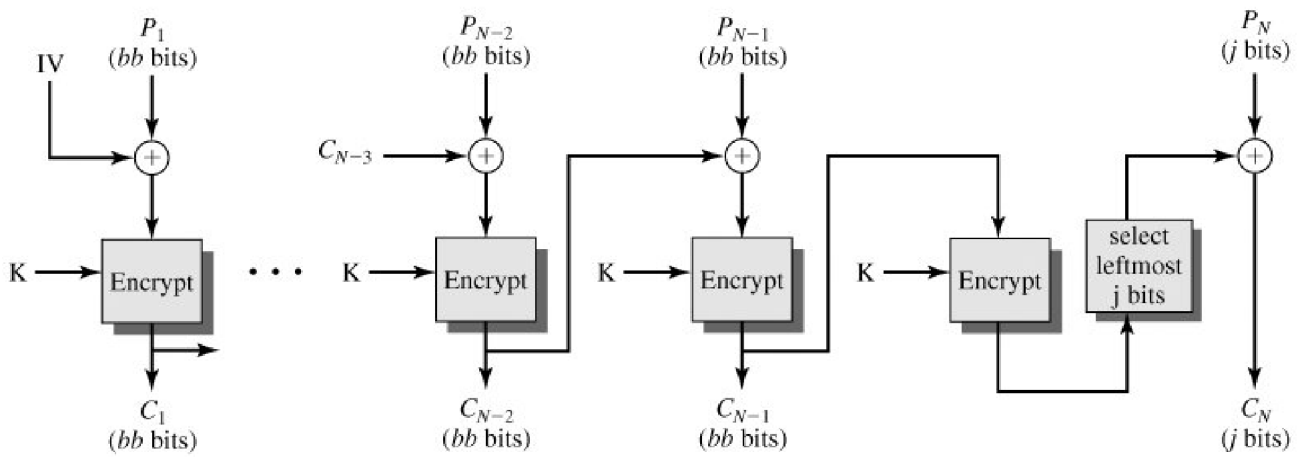 P1
(bb bits)
IV
PN−2
(bb bits)
PN−1
(bb bits)
PN
(j bits)
+
CN−3
+
+
+
K
Encrypt
• • •
K
Encrypt
K
Encrypt
K
Encrypt
select
leftmost
j bits
C1
(bb bits)
CN−2
(bb bits)
CN−1
(bb bits)
CN
(j bits)